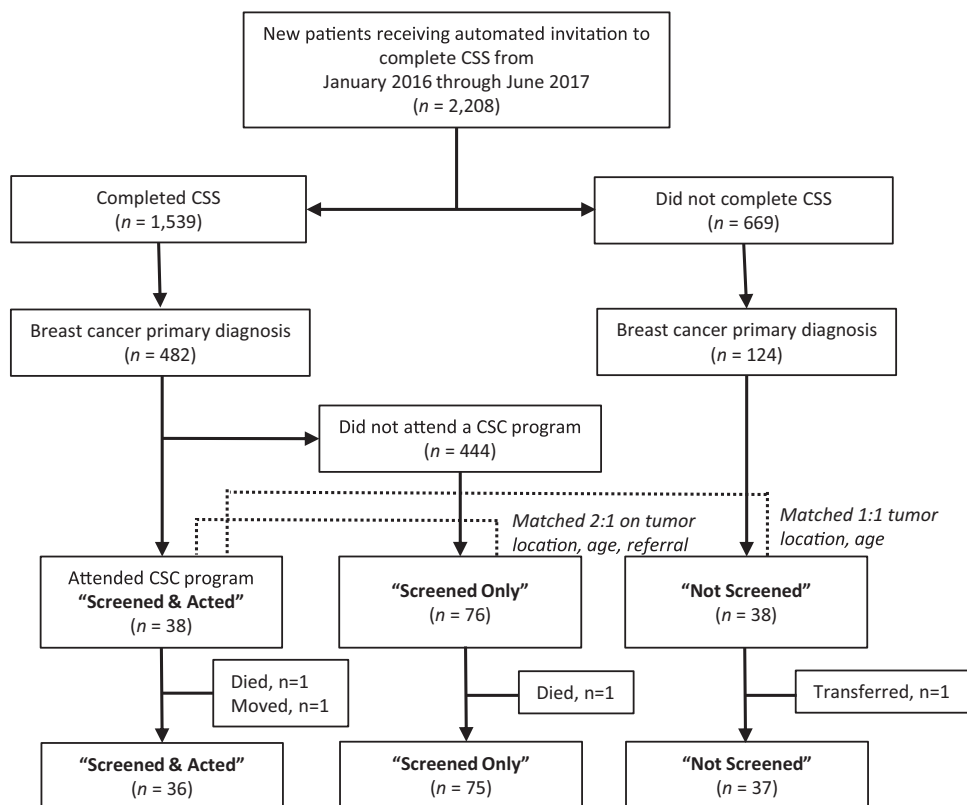 New patients receiving automated invitation to
complete CSS from
January 2016 through June 2017
(n = 2,208)
Completed CSS
(n = 1,539)
Did not complete CSS
(n = 669)
Breast cancer primary diagnosis
(n = 482)
Breast cancer primary diagnosis
(n = 124)
Did not attend a CSC program
(n = 444)
Matched 2:1 on tumor
location, age, referral
Matched 1:1 tumor
location, age
Attended CSC program
“Screened & Acted”
(n = 38)
“Screened Only”
(n = 76)
“Not Screened”
(n = 38)
Died, n=1
Moved, n=1
Died, n=1
Transferred, n=1
“Screened & Acted”
(n = 36)
“Screened Only”
(n = 75)
“Not Screened”
(n = 37)